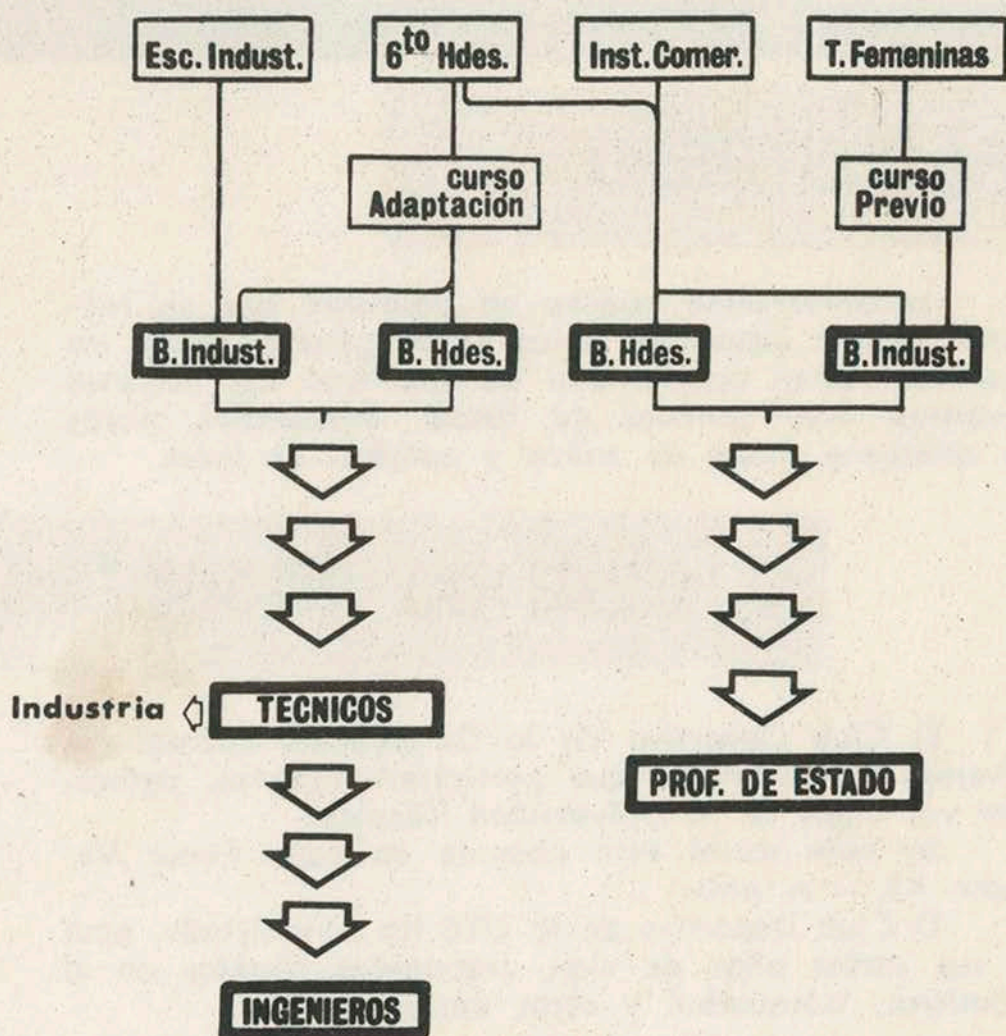 Esc. Indust.
6to Hdes.
Inst. Comer.
T. Femeninas
curso
Adaptación
curso
Previo
B. Indust.
B. Hdes.
B. Hdes.
B. Indust.
Industria
TECNICOS
PROF. DE ESTADO
INGENIEROS